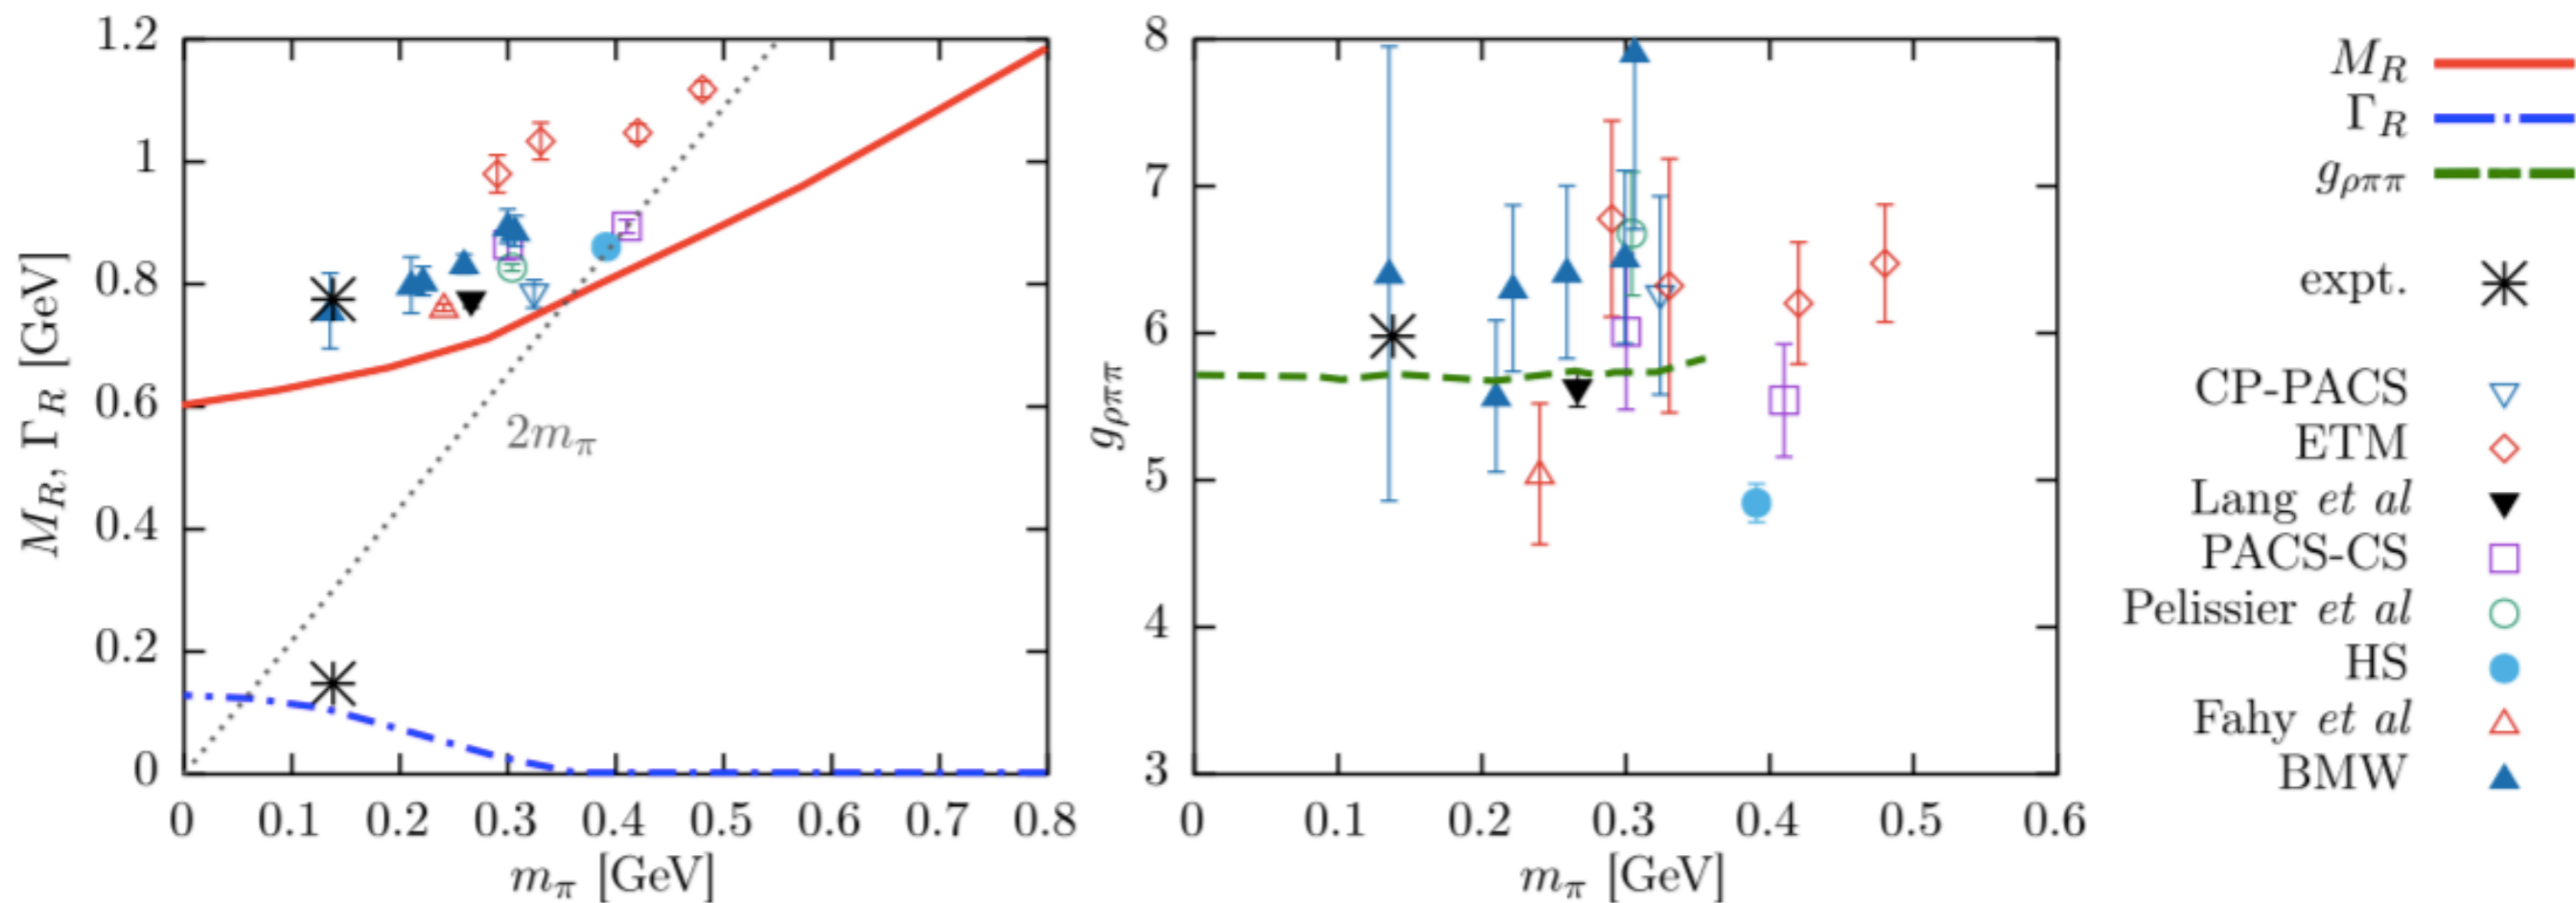 M_R, Γ_R [GeV]
1.2
1
0.8
0.6
0.4
0.2
0
2m_π
0 0.1 0.2 0.3 0.4 0.5 0.6 0.7 0.8
m_π [GeV]
g_ρππ
8
7
6
5
4
3
0 0.1 0.2 0.3 0.4 0.5 0.6
m_π [GeV]
M_R
Γ_R
g_ρππ
expt.
CP-PACS
ETM
Lang et al
PACS-CS
Pelissier et al
HS
Fahy et al
BMW